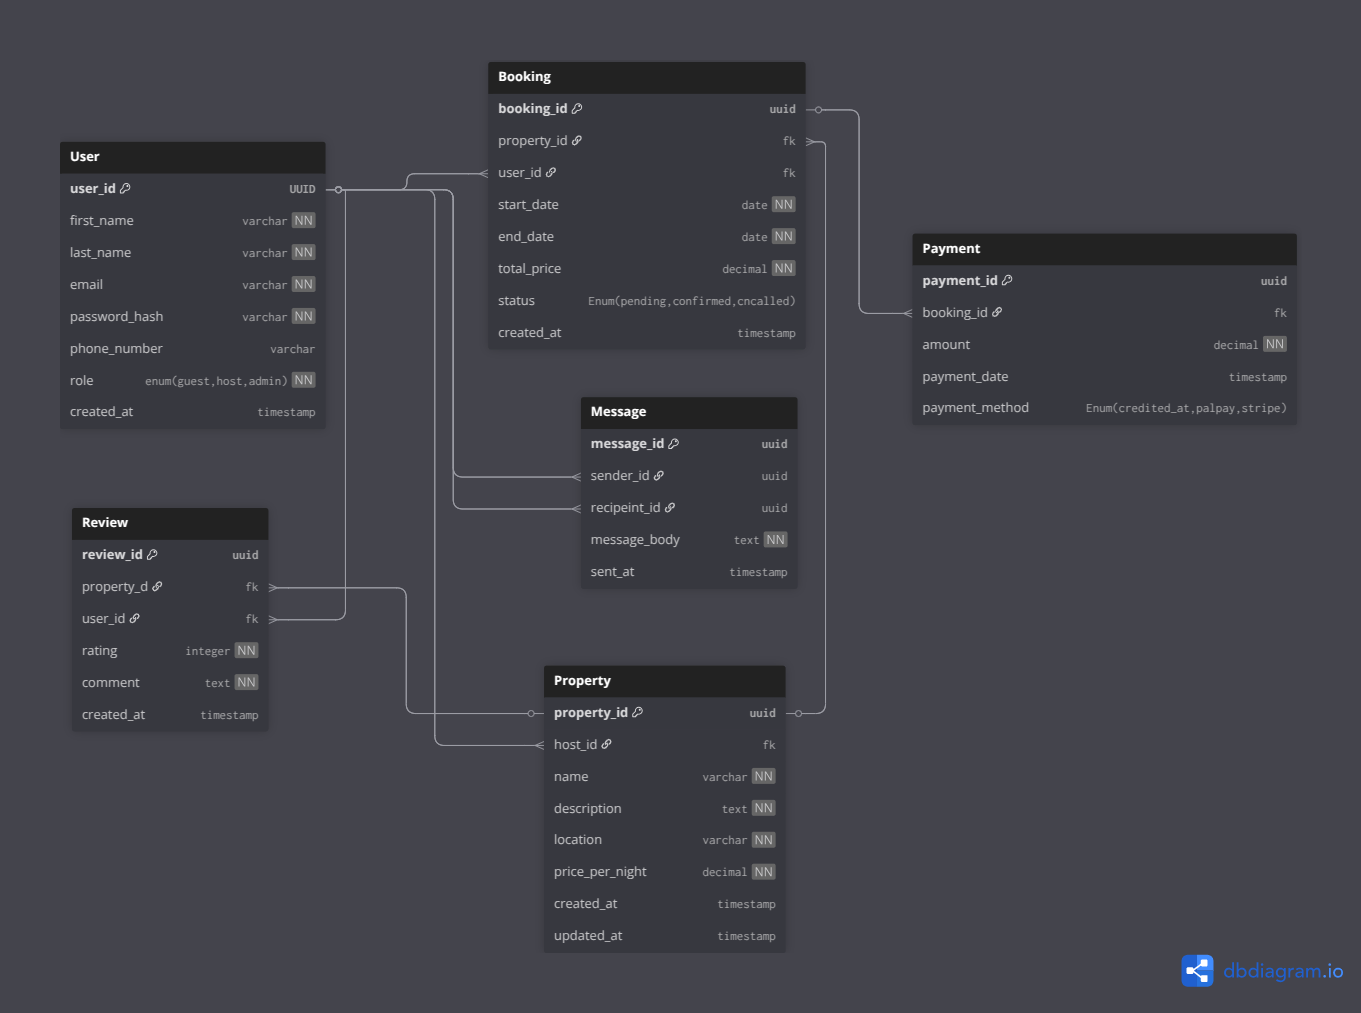 User
user_id UUID
first_name varchar NN
last_name varchar NN
email varchar NN
password_hash varchar NN
phone_number varchar
role enum(guest,host,admin) NN
created_at timestamp
Booking
booking_id uuid
property_id fk
user_id fk
start_date date NN
end_date date NN
total_price decimal NN
status Enum(pending,confirmed,cncalled)
created_at timestamp
Payment
payment_id uuid
booking_id fk
amount decimal NN
payment_date timestamp
payment_method Enum(credited_at,palpay,stripe)
Message
message_id uuid
sender_id uuid
recipeint_id uuid
message_body text NN
sent_at timestamp
Review
review_id uuid
property_d fk
user_id fk
rating integer NN
comment text NN
created_at timestamp
Property
property_id uuid
host_id fk
name varchar NN
description text NN
location varchar NN
price_per_night decimal NN
created_at timestamp
updated_at timestamp
dbdiagram.io